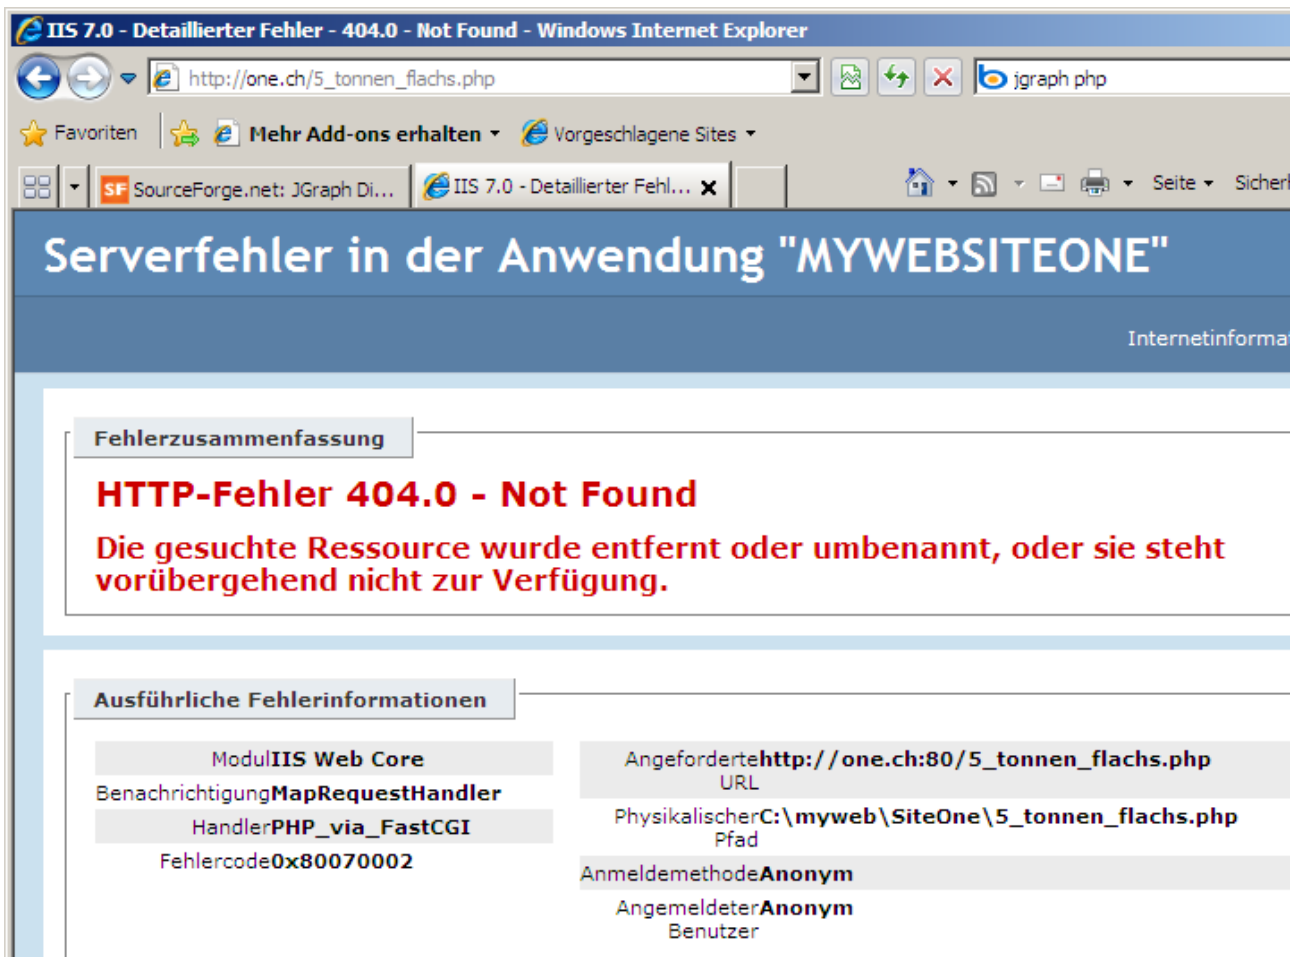 IIS 7.0 - Detaillierter Fehler - 404.0 - Not Found - Windows Internet Explorer
http://one.ch/5_tonnen_flachs.php
jgraph php
Favoriten
Mehr Add-ons erhalten
Vorgeschlagene Sites
SF SourceForge.net: JGraph Di...
IIS 7.0 - Detaillierter Fehl...
Seite
Serverfehler in der Anwendung "MYWEBSITEONE"
Fehlerzusammenfassung
HTTP-Fehler 404.0 - Not Found
Die gesuchte Ressource wurde entfernt oder umbenannt, oder sie steht
vorübergehend nicht zur Verfügung.
Ausführliche Fehlerinformationen
Modul IIS Web Core
Benachrichtigung MapRequestHandler
Handler PHP_via_FastCGI
Fehlercode 0x80070002
Angeforderte http://one.ch:80/5_tonnen_flachs.php
URL
Physikalischer C:\myweb\SiteOne\5_tonnen_flachs.php
Pfad
Anmeldemethode Anonym
Angemeldeter Anonym
Benutzer